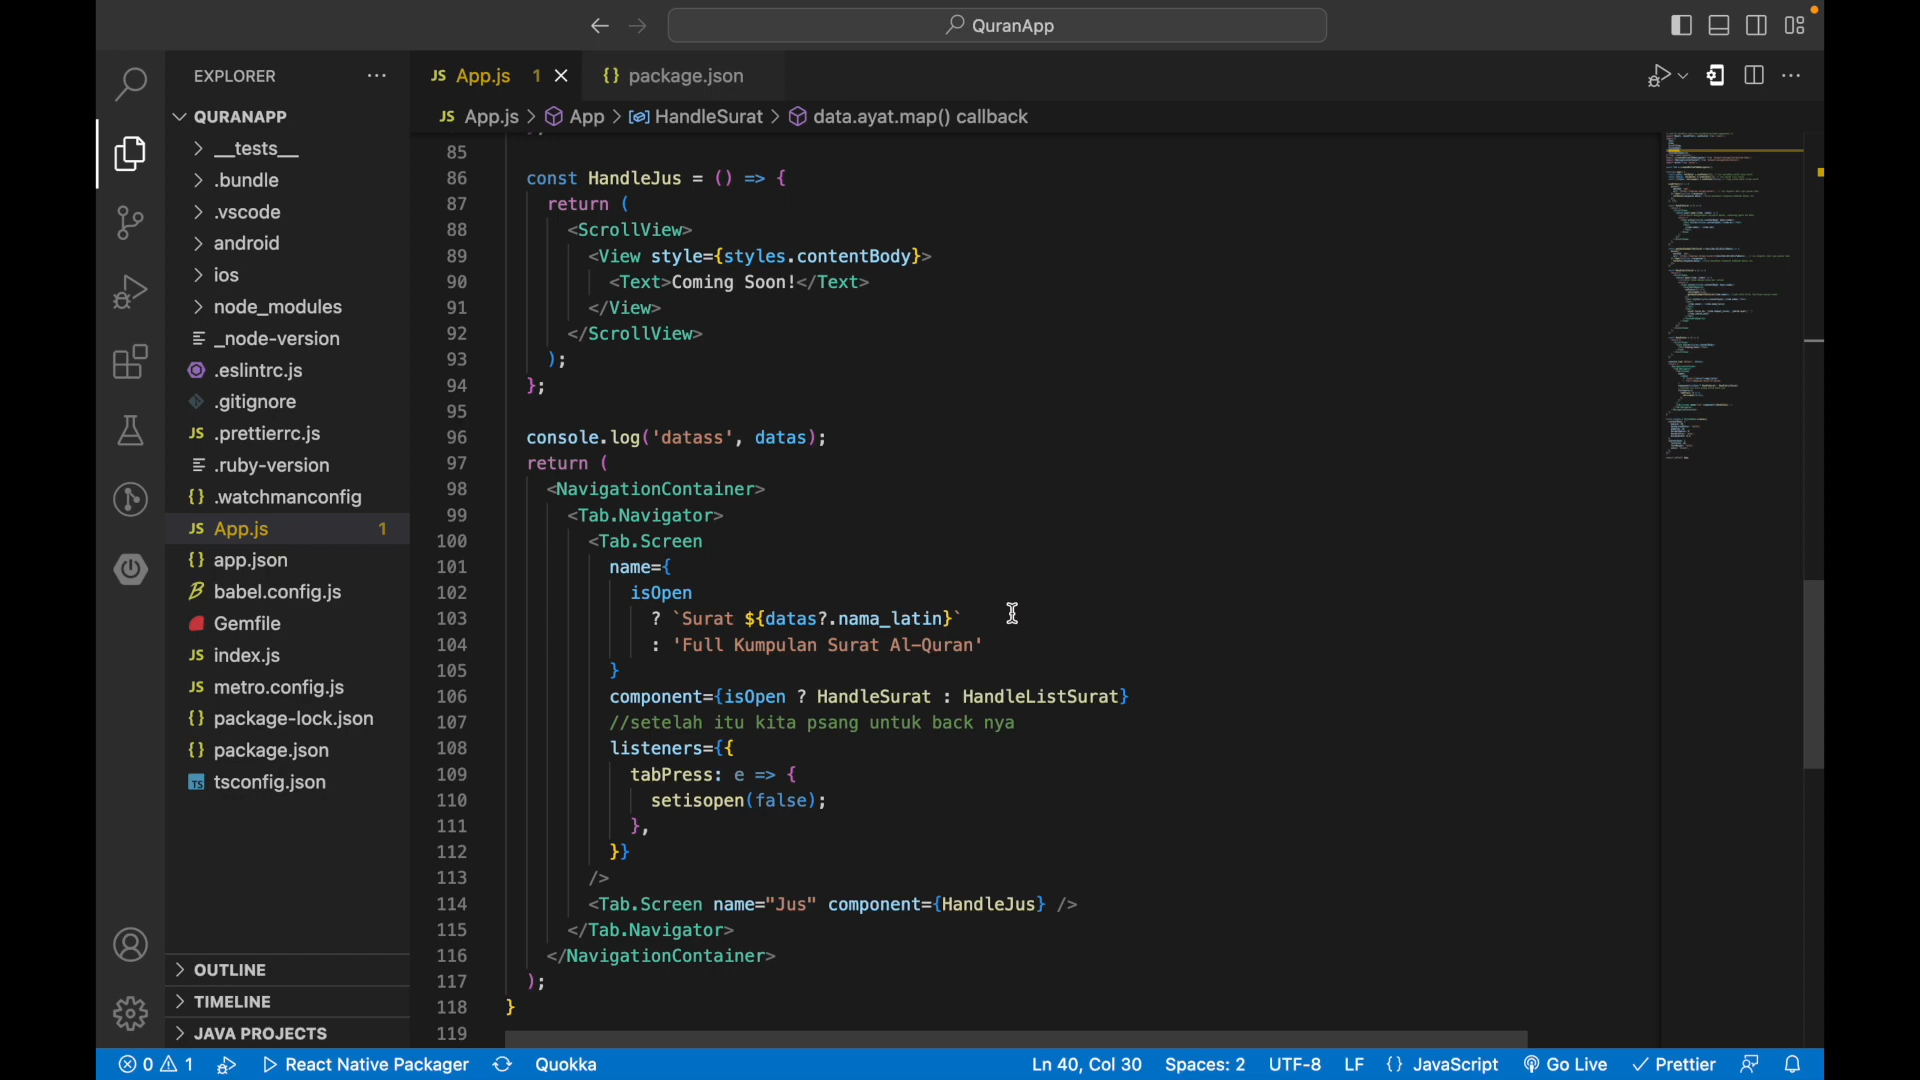 QuranApp
EXPLORER
JS App.js 1
{} package.json
JS App.js > App > HandleSurat > data.ayat.map() callback
QURANAPP
__tests__
.bundle
.vscode
android
ios
node_modules
_node-version
.eslintrc.js
.gitignore
JS .prettierrc.js
.ruby-version
{} .watchmanconfig
JS App.js 1
{} app.json
babel.config.js
Gemfile
JS index.js
JS metro.config.js
{} package-lock.json
{} package.json
TS tsconfig.json
OUTLINE
TIMELINE
JAVA PROJECTS
85
86 const HandleJus = () => {
87 return (
88 <ScrollView>
89 <View style={styles.contentBody}>
90 <Text>Coming Soon!</Text>
91 </View>
92 </ScrollView>
93 );
94 };
95
96 console.log('datass', datas);
97 return (
98 <NavigationContainer>
99 <Tab.Navigator>
100 <Tab.Screen
101 name={
102 isOpen
103 ? `Surat ${datas?.nama_latin}`
104 : 'Full Kumpulan Surat Al-Quran'
105 }
106 component={isOpen ? HandleSurat : HandleListSurat}
107 //setelah itu kita psang untuk back nya
108 listeners={{
109 tabPress: e => {
110 setisopen(false);
111 },
112 }}
113 />
114 <Tab.Screen name="Jus" component={HandleJus} />
115 </Tab.Navigator>
116 </NavigationContainer>
117 );
118 }
119
0 1 React Native Packager Quokka Ln 40, Col 30 Spaces: 2 UTF-8 LF {} JavaScript Go Live Prettier